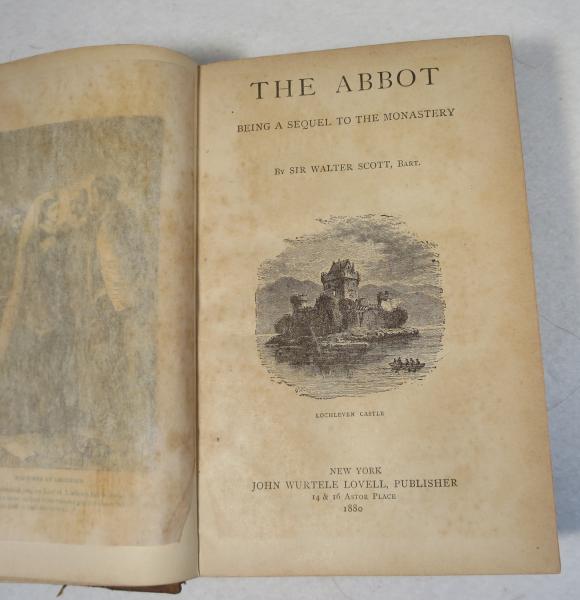 THE ABBOT
BEING A SEQUEL TO THE MONASTERY
By SIR WALTER SCOTT, Bart.
LOCHLEVEN CASTLE
NEW YORK
JOHN WURTELE LOVELL, PUBLISHER
14 & 16 Astor Place
1880